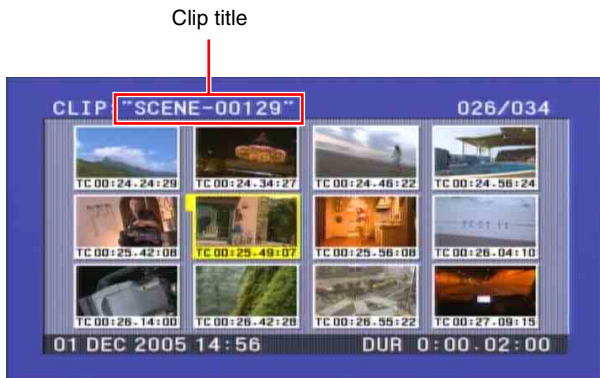 Clip title
CLIP:"SCENE-00129" 026/034
TC 00:24.24:29 TC 00:24.34:27 TC 00:24.46:22 TC 00:24.56:24
TC 00:25.42:08 TC 00:25.49:07 TC 00:25.56:08 TC 00:26.04:10
TC 00:26.14:00 TC 00:26.42:28 TC 00:26.55:22 TC 00:27.09:15
01 DEC 2005 14:56 DUR 0:00.02:00